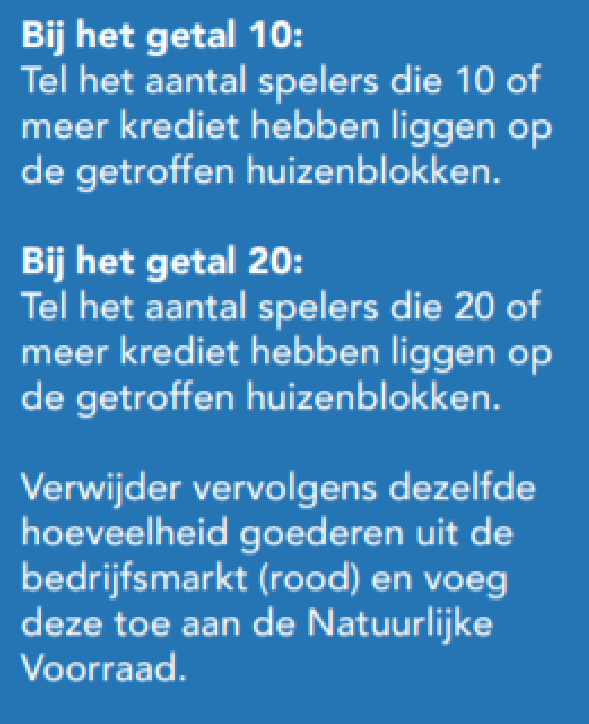 Bij het getal 10:
Tel het aantal spelers die 10 of
meer krediet hebben liggen op
de getroffen huizenblokken.
Bij het getal 20:
Tel het aantal spelers die 20 of
meer krediet hebben liggen op
de getroffen huizenblokken.
Verwijder vervolgens dezelfde
hoeveelheid goederen uit de
bedrijfsmarkt (rood) en voeg
deze toe aan de Natuurlijke
Voorraad.